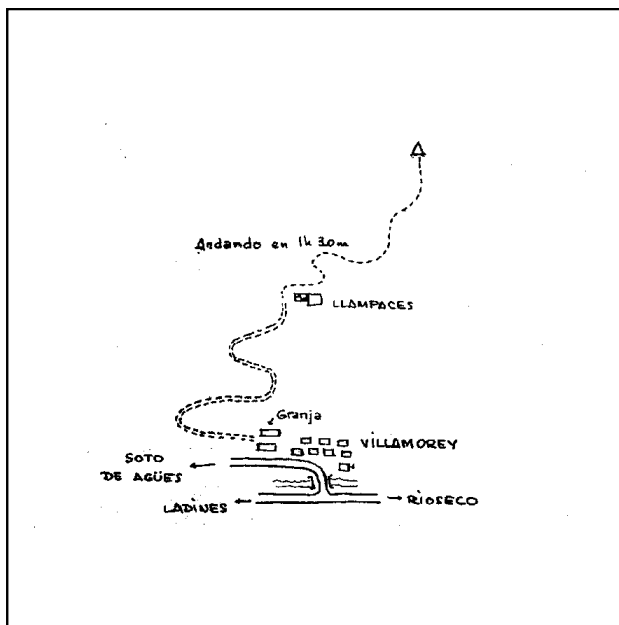 Andando en 1h 30m
LLAMPACES
Granja
VILLAMOREY
SOTO
DE AGÜES
LADINES
RIOSECO